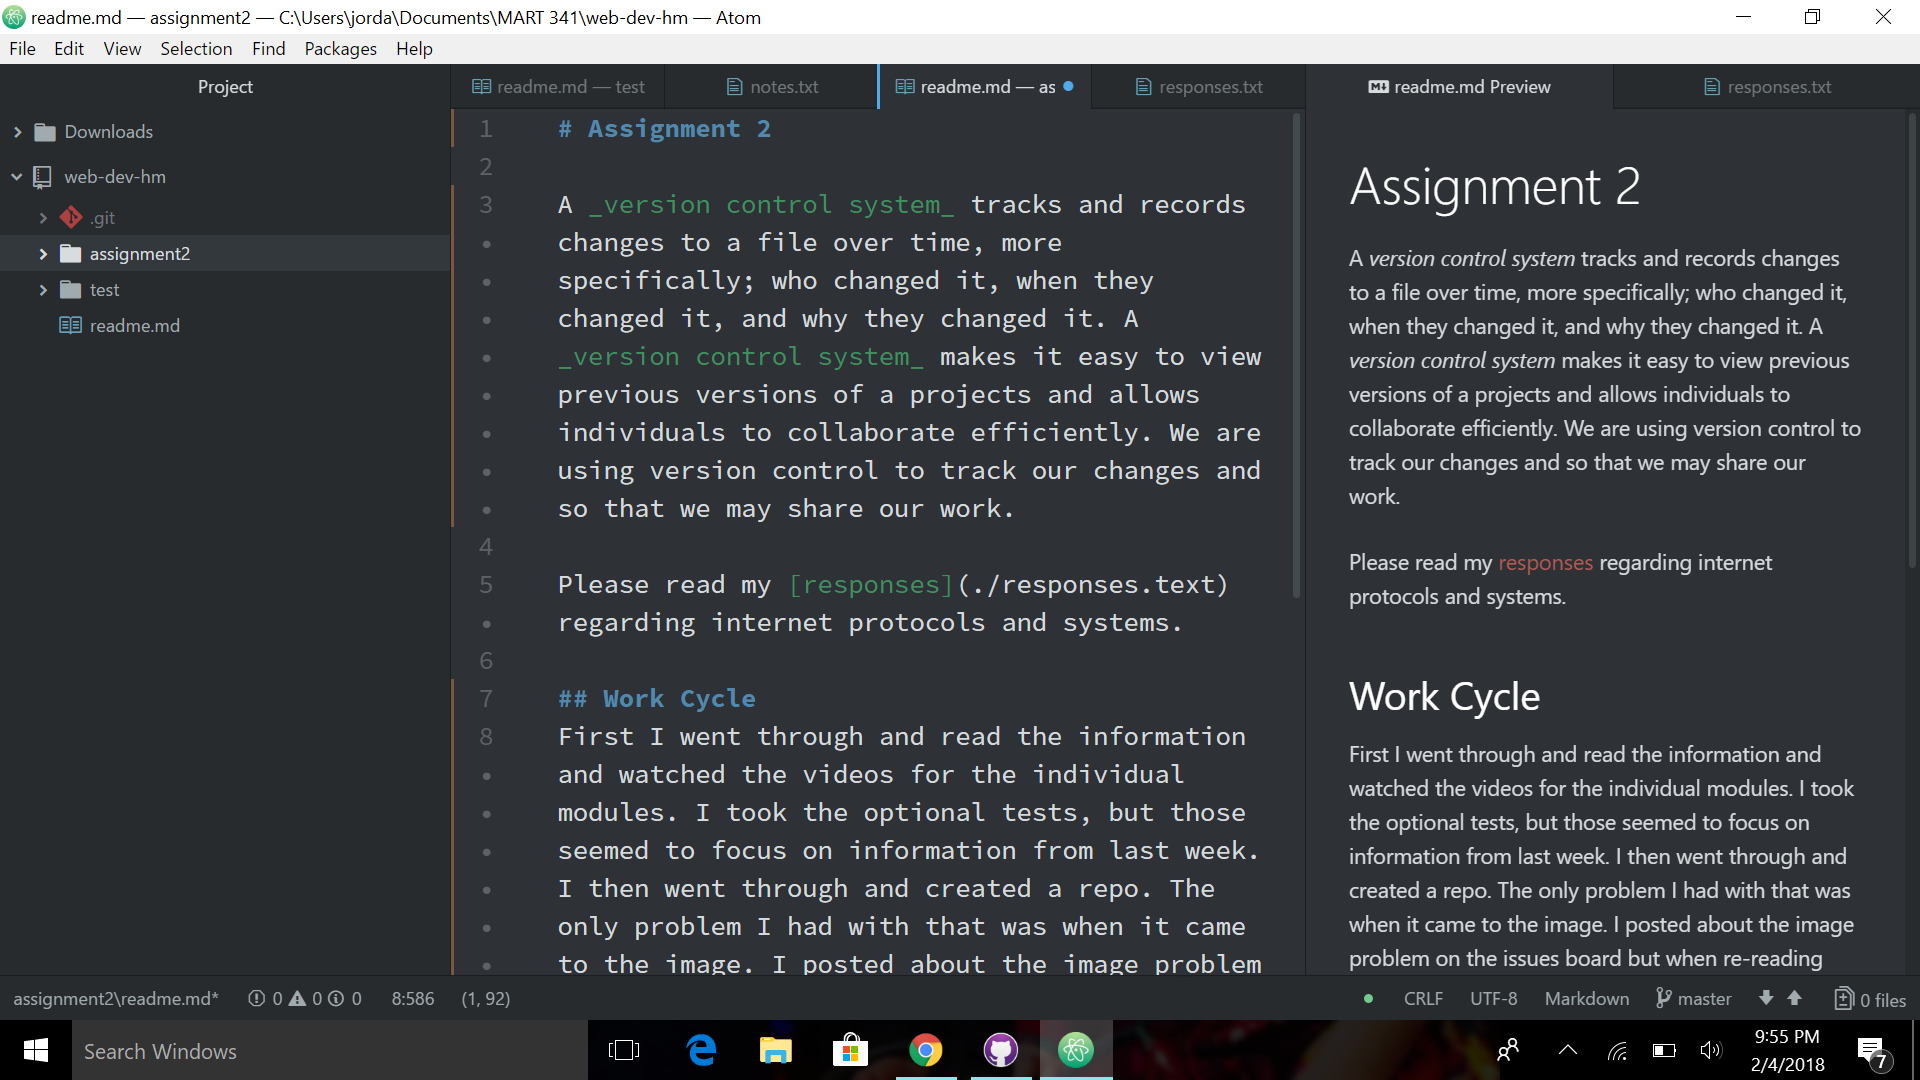 readme.md — assignment2 — C:\Users\jorda\Documents\MART 341\web-dev-hm — Atom
File Edit View Selection Find Packages Help
Project
Downloads
web-dev-hm
.git
assignment2
test
readme.md
readme.md — test
notes.txt
readme.md — as
responses.txt
readme.md Preview
responses.txt
1 # Assignment 2
2
3 A _version control system_ tracks and records
changes to a file over time, more
specifically; who changed it, when they
changed it, and why they changed it. A
_version control system_ makes it easy to view
previous versions of a projects and allows
individuals to collaborate efficiently. We are
using version control to track our changes and
so that we may share our work.
4
5 Please read my [responses](./responses.text)
regarding internet protocols and systems.
6
7 ## Work Cycle
8 First I went through and read the information
and watched the videos for the individual
modules. I took the optional tests, but those
seemed to focus on information from last week.
I then went through and created a repo. The
only problem I had with that was when it came
to the image. I posted about the image problem
Assignment 2
A version control system tracks and records changes
to a file over time, more specifically; who changed it,
when they changed it, and why they changed it. A
version control system makes it easy to view previous
versions of a projects and allows individuals to
collaborate efficiently. We are using version control to
track our changes and so that we may share our
work.
Please read my responses regarding internet
protocols and systems.
Work Cycle
First I went through and read the information and
watched the videos for the individual modules. I took
the optional tests, but those seemed to focus on
information from last week. I then went through and
created a repo. The only problem I had with that was
when it came to the image. I posted about the image
problem on the issues board but when re-reading
assignment2\readme.md* 0 0 0 8:586 (1, 92)
CRLF UTF-8 Markdown master 0 files
Search Windows
9:55 PM
2/4/2018
7